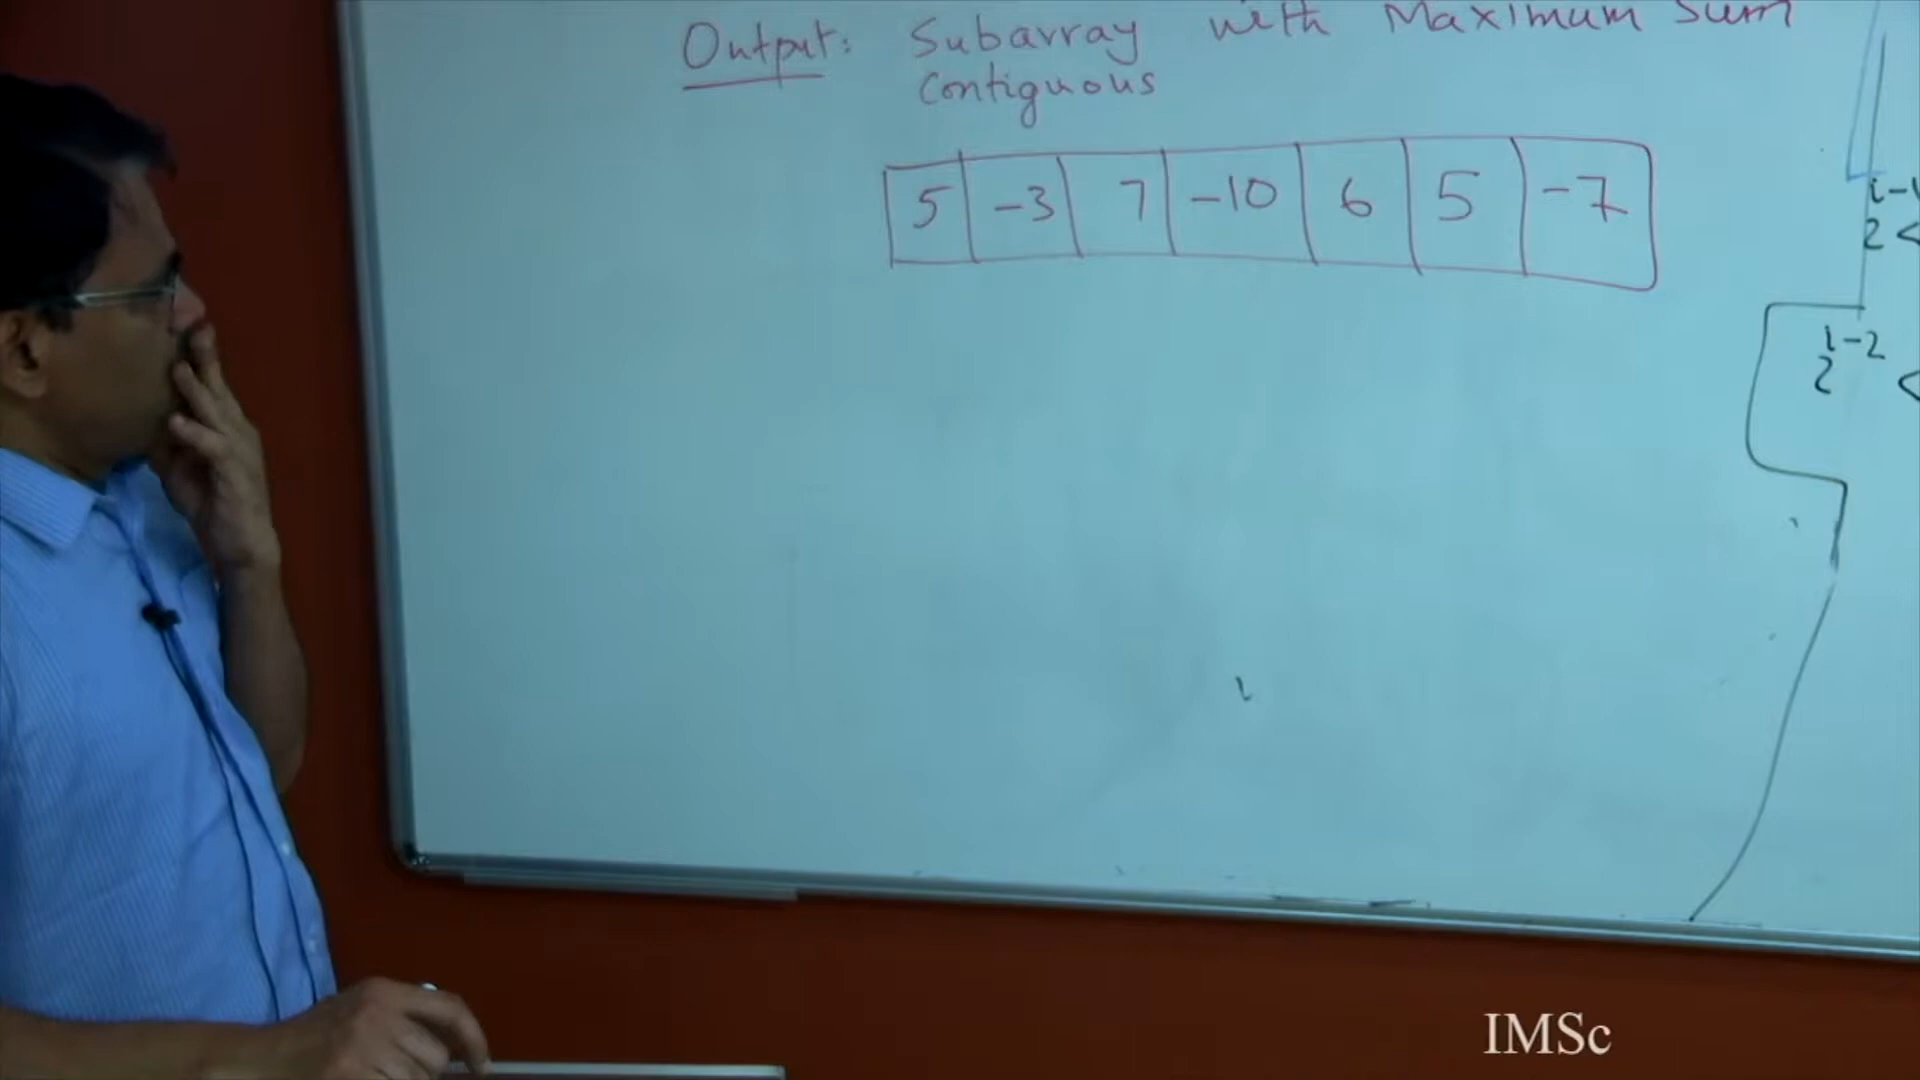 Output: Subarray with Maximum Sum
Contiguous
5 -3 7 -10 6 5 -7
i-1
2 <
i-2
2 <
IMSc